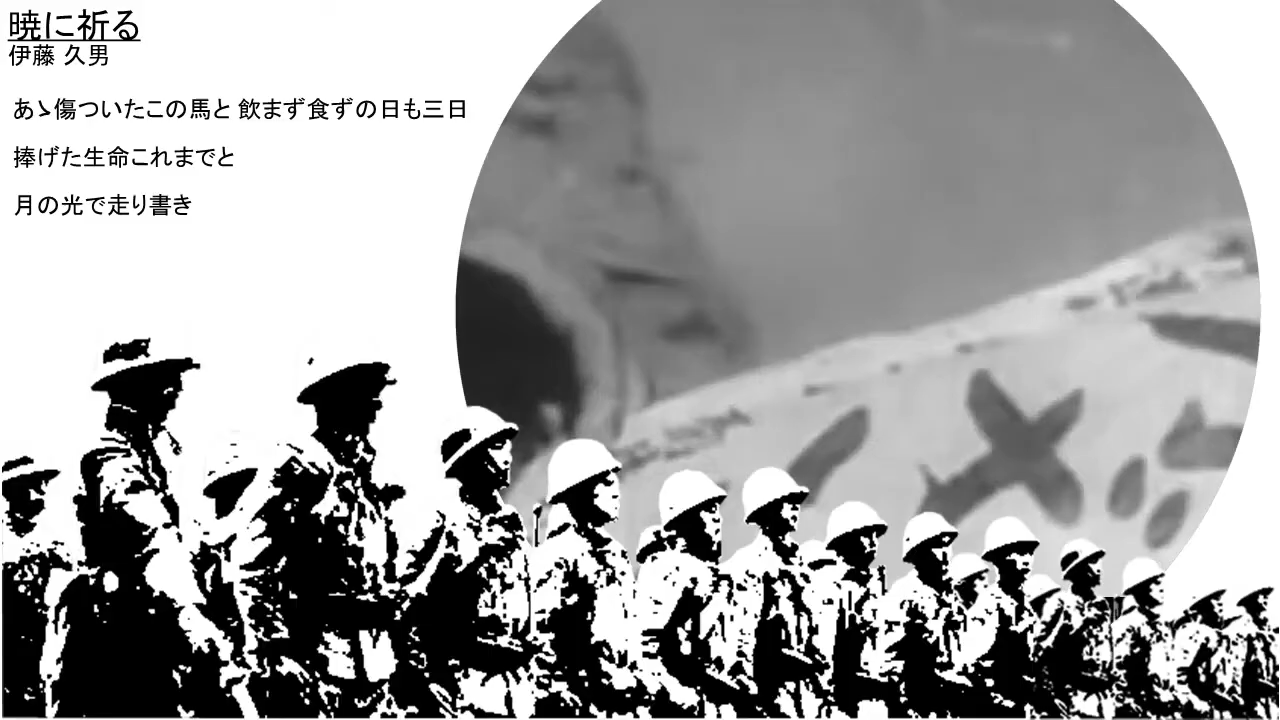 暁に祈る
伊藤 久男
あゝ傷ついたこの馬と 飲まず食ずの日も三日
捧げた生命これまでと
月の光で走り書き